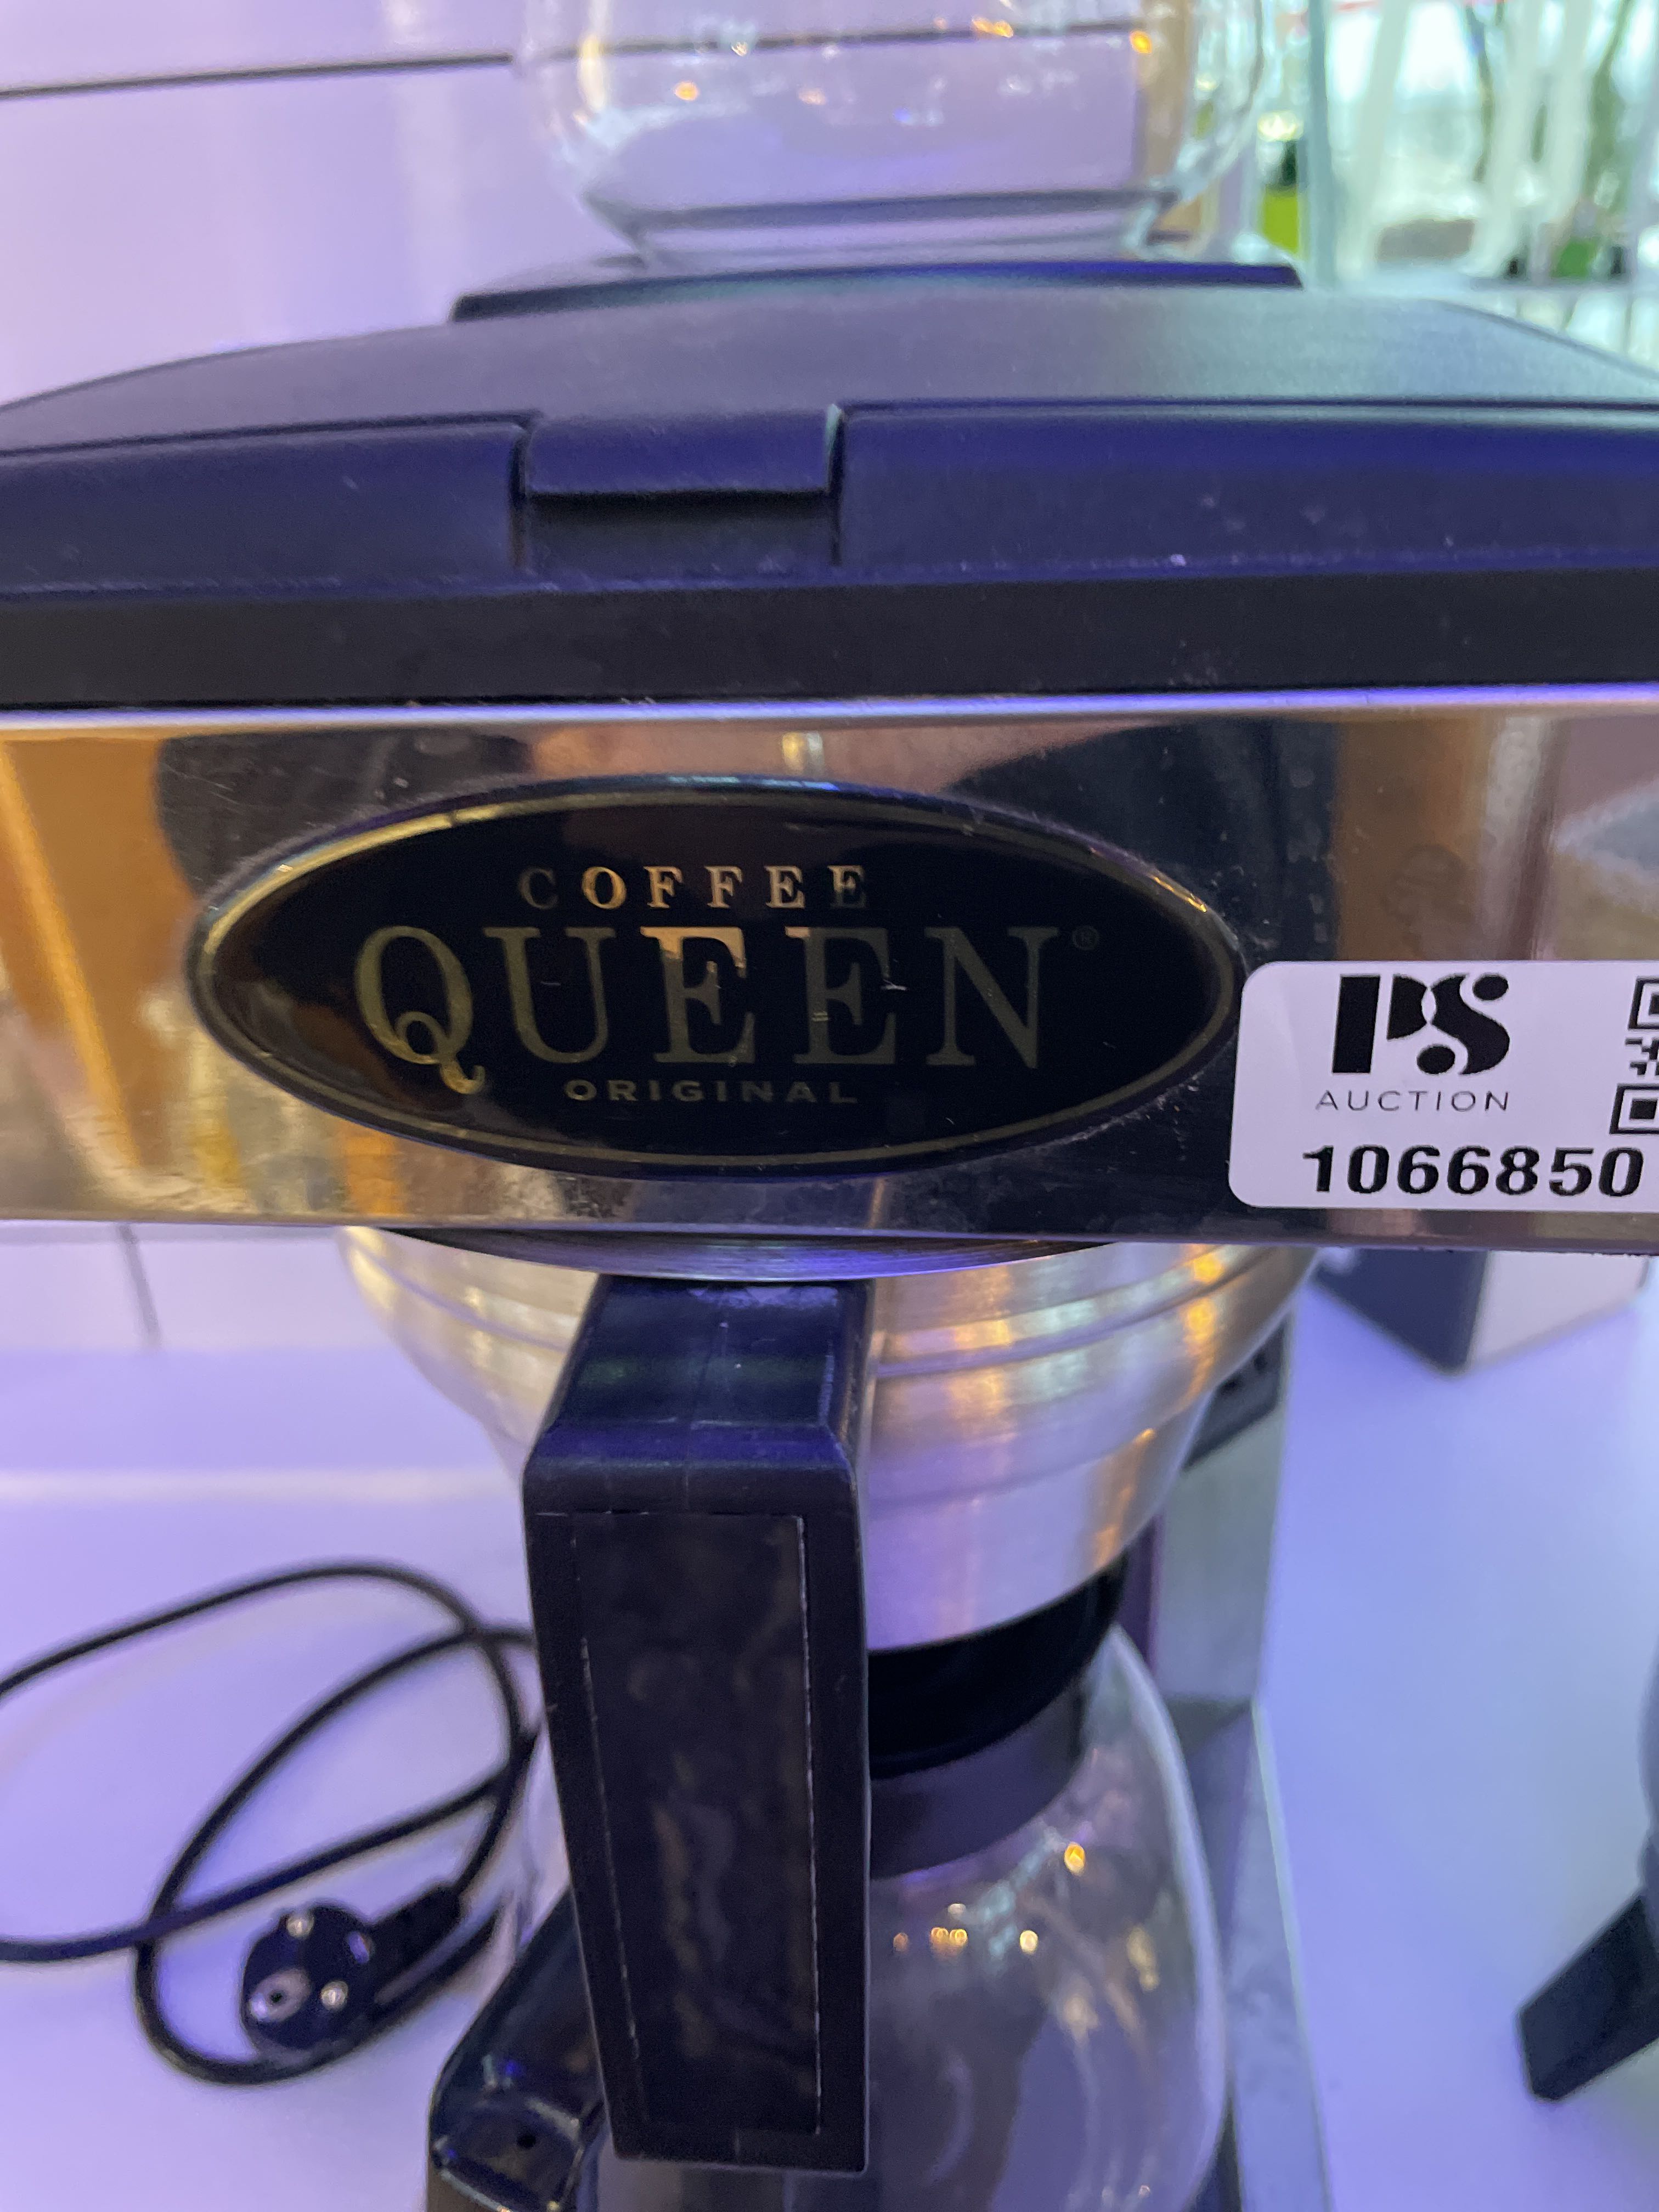 COFFEE
QUEEN®
ORIGINAL
PS
AUCTION
1066850